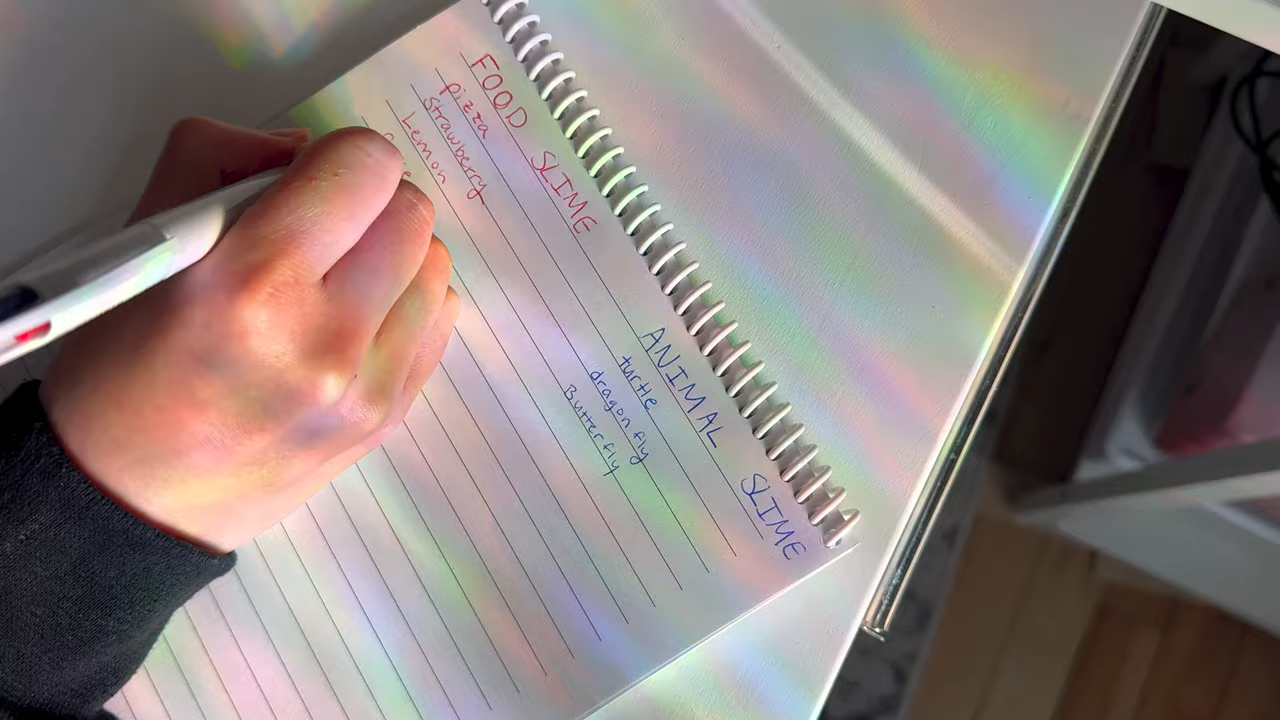 FOOD SLIME
pizza
Strawberry
Lemon
ANIMAL SLIME
turtle
dragon fly
Butterfly